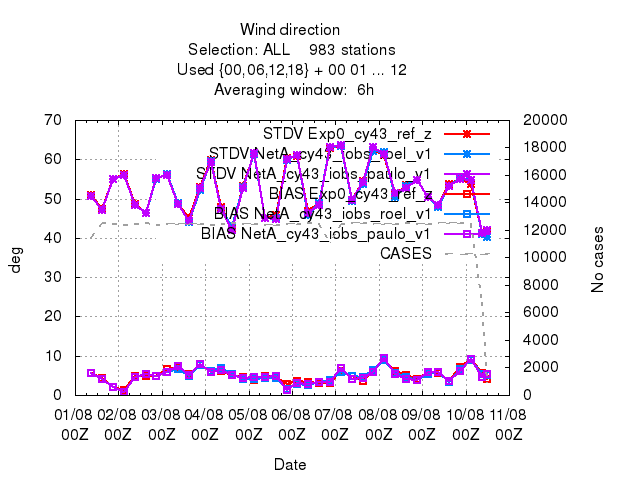 Wind direction
Selection: ALL 983 stations
Used {00,06,12,18} + 00 01 ... 12
Averaging window: 6h
70 20000
STDV Exp0_cy43_ref_z
18000
60 STDV NetA_cy43_iobs_roel_v1
STDV NetA_cy43_iobs_paulo_v1
16000
BIAS Exp0_cy43_ref_z
50 14000
BIAS NetA_cy43_iobs_roel_v1
BIAS NetA_cy43_iobs_paulo_v1
12000
40 CASES
10000
deg
No cases
30 8000
20 6000
4000
10 2000
0 0
01/08 02/08 03/08 04/08 05/08 06/08 07/08 08/08 09/08 10/08 11/08
00Z 00Z 00Z 00Z 00Z 00Z 00Z 00Z 00Z 00Z 00Z
Date